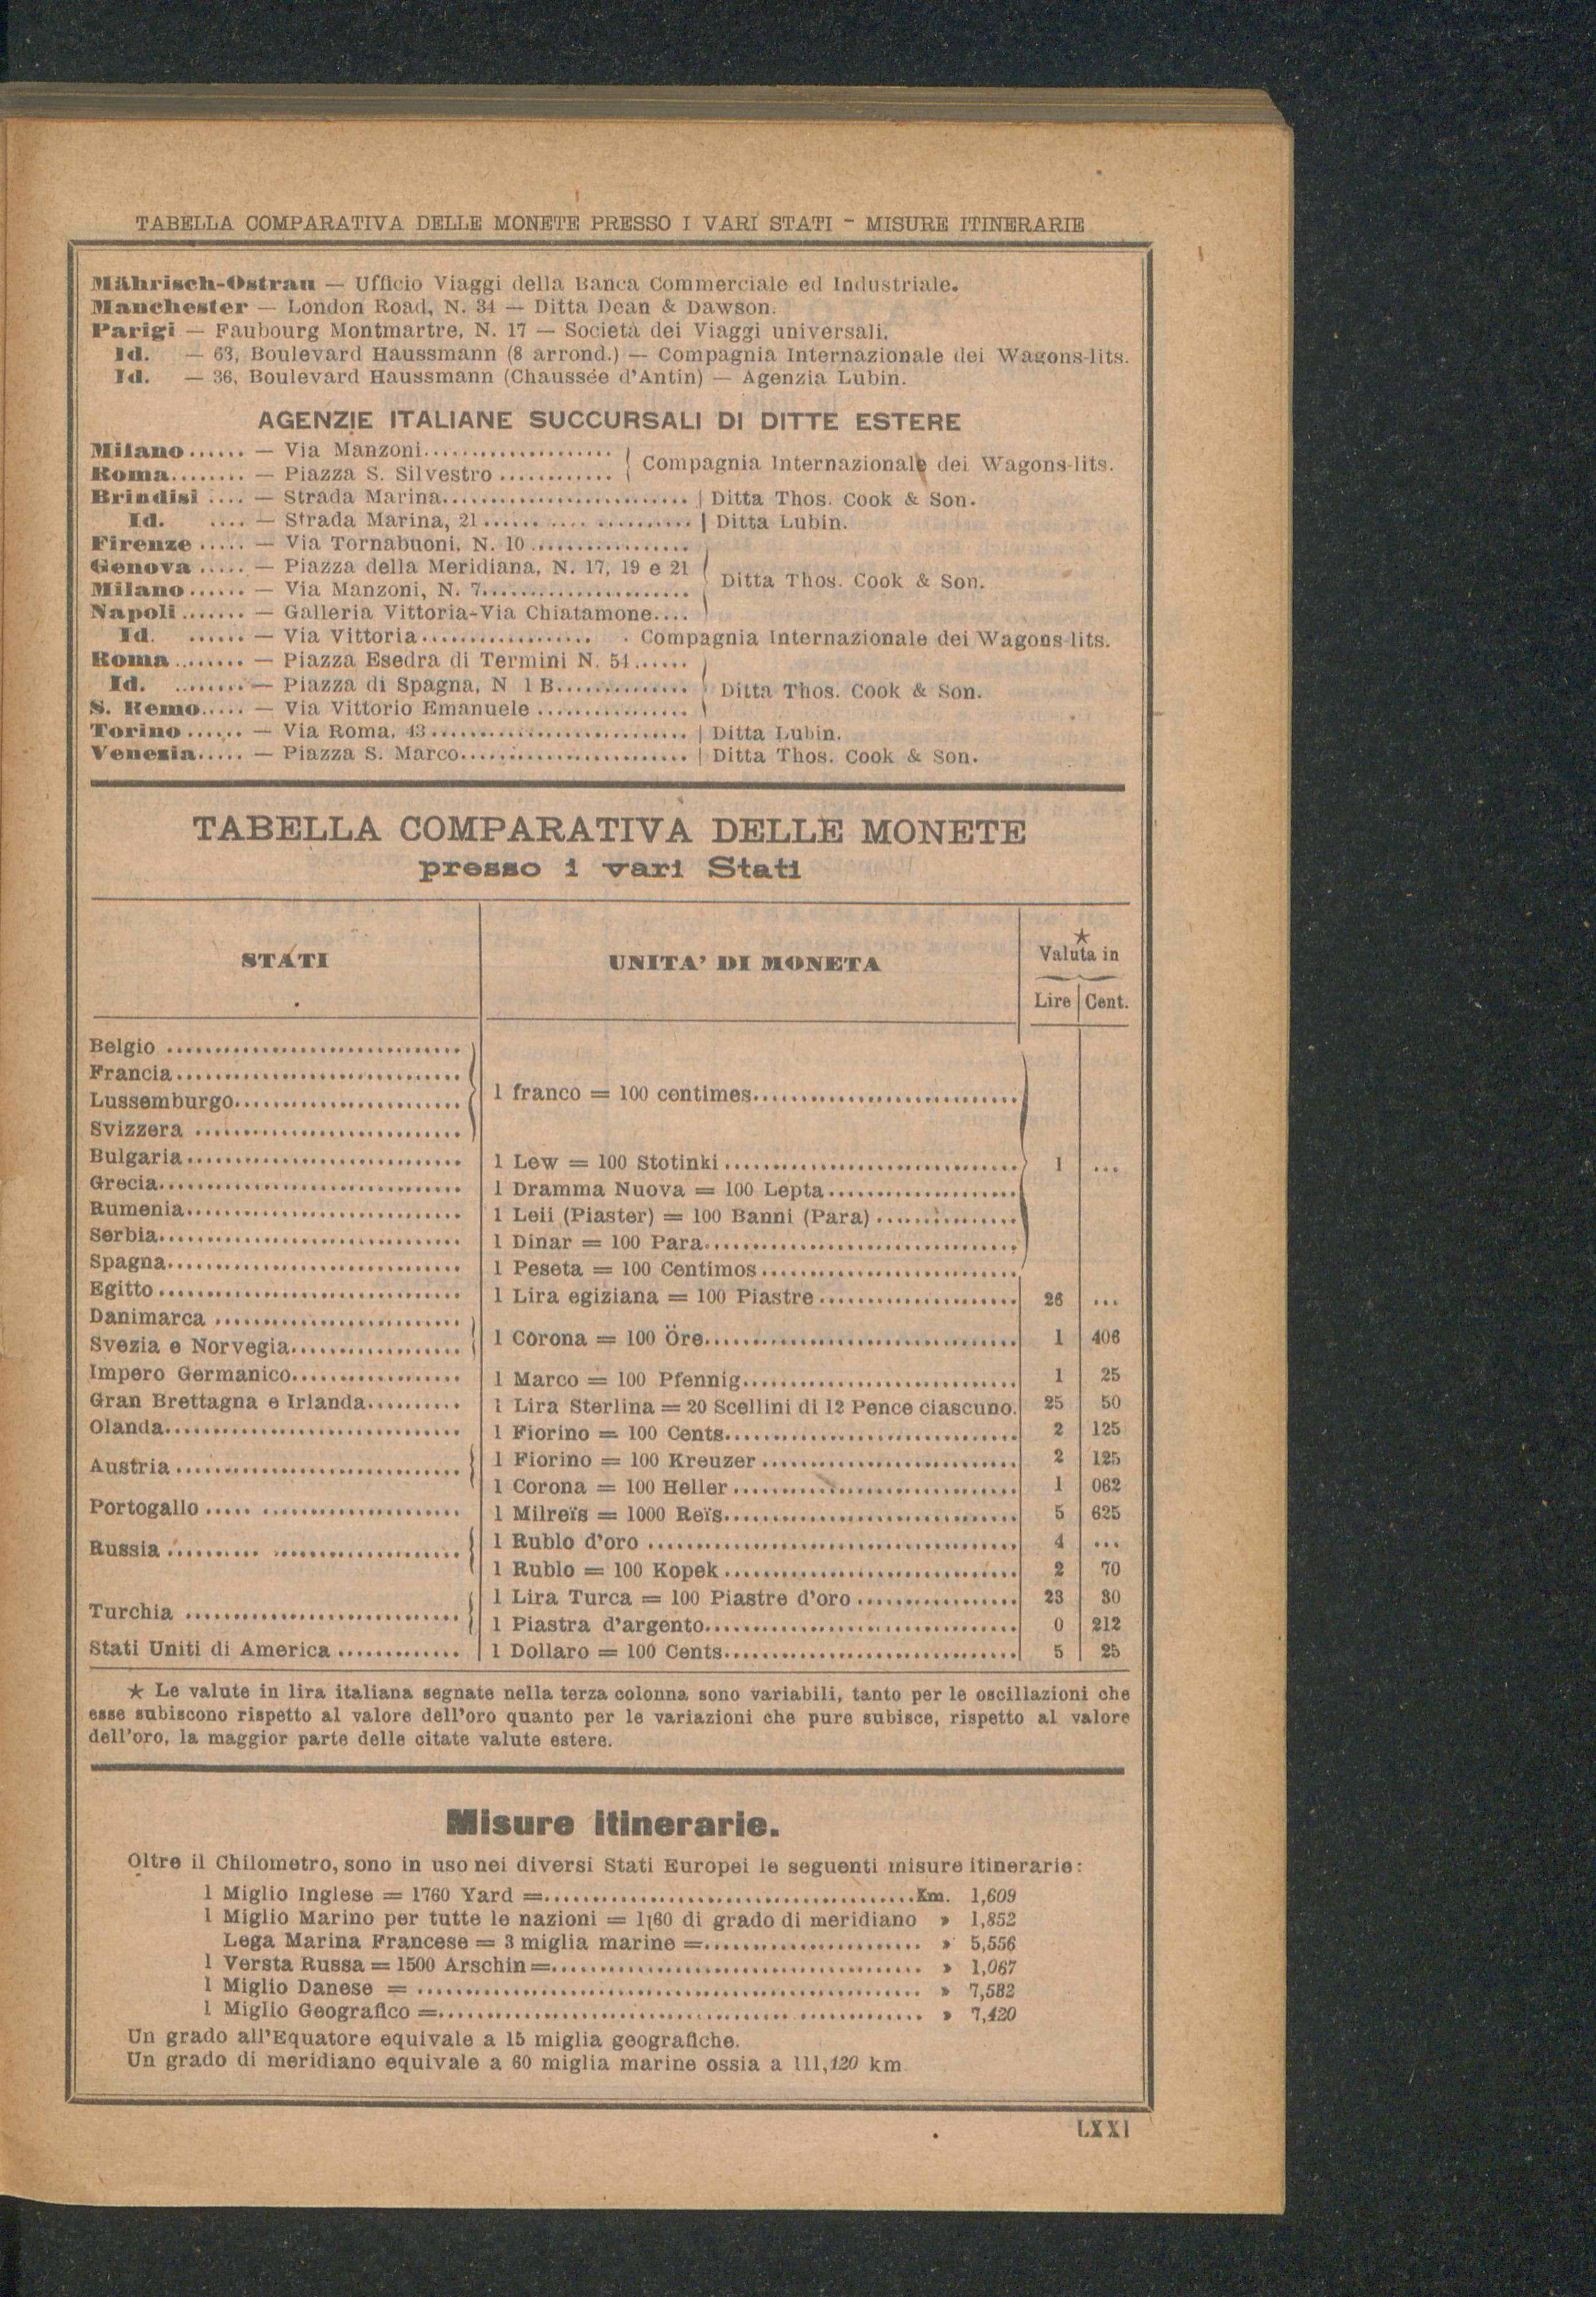 TABELLA COMPARATIVA DELLE MONETE PRESSO I VARI STATI - MISURE ITINERARIE
Mährisch-Ostrau — Ufficio Viaggi della Banca Commerciale ed Industriale.
Manchester — London Road, N. 34 — Ditta Dean & Dawson.
Parigi — Faubourg Montmartre, N. 17 — Società dei Viaggi universali.
Id. — 63, Boulevard Haussmann (8 arrond.) — Compagnia Internazionale dei Wagons-lits.
Id. — 36, Boulevard Haussmann (Chaussée d'Antin) — Agenzia Lubin.
AGENZIE ITALIANE SUCCURSALI DI DITTE ESTERE
Milano...... — Via Manzoni...................
Roma........ — Piazza S. Silvestro ............ Compagnia Internazionale dei Wagons-lits.
Brindisi .... — Strada Marina......................... | Ditta Thos. Cook & Son.
Id. .... — Strada Marina, 21 ...... .... .......... | Ditta Lubin.
Firenze ..... — Via Tornabuoni, N. 10 ................
Genova ..... — Piazza della Meridiana, N. 17, 19 e 21
Milano...... — Via Manzoni, N. 7...................... Ditta Thos. Cook & Son.
Napoli....... — Galleria Vittoria-Via Chiatamone....
Id. ...... — Via Vittoria.................. . Compagnia Internazionale dei Wagons-lits.
Roma ........ — Piazza Esedra di Termini N. 54......
Id. ........ — Piazza di Spagna, N 1 B.............. Ditta Thos. Cook & Son.
S. Remo..... — Via Vittorio Emanuele ................
Torino ...... — Via Roma, 43........................... | Ditta Lubin.
Venezia..... — Piazza S. Marco........................ | Ditta Thos. Cook & Son.
TABELLA COMPARATIVA DELLE MONETE
presso i vari Stati
STATI UNITA' DI MONETA ★ Valuta in
Lire Cent.
Belgio ...............................
Francia..............................
Lussemburgo........................ 1 franco = 100 centimes............................
Svizzera ............................
Bulgaria............................. 1 Lew = 100 Stotinki ............................... 1 ...
Grecia................................ 1 Dramma Nuova = 100 Lepta....................
Rumenia............................. 1 Leii (Piaster) = 100 Banni (Para) ...............
Serbia................................ 1 Dinar = 100 Para.................................
Spagna............................... 1 Peseta = 100 Centimos...........................
Egitto ................................ 1 Lira egiziana = 100 Piastre..................... 26 ...
Danimarca ..........................
Svezia e Norvegia.................. 1 Corona = 100 Öre................................. 1 406
Impero Germanico.................. 1 Marco = 100 Pfennig............................. 1 25
Gran Brettagna e Irlanda.......... 1 Lira Sterlina = 20 Scellini di 12 Pence ciascuno. 25 50
Olanda............................... 1 Fiorino = 100 Cents............................... 2 125
Austria .............................. 1 Fiorino = 100 Kreuzer ........................... 2 125
1 Corona = 100 Heller .............................. 1 062
Portogallo ..... ..................... 1 Milreïs = 1000 Reïs............................... 5 625
Russia .......... .................... 1 Rublo d'oro ....................................... 4 ...
1 Rublo = 100 Kopek ............................... 2 70
Turchia ............................. 1 Lira Turca = 100 Piastre d'oro ................. 23 30
1 Piastra d'argento................................. 0 212
Stati Uniti di America ............. 1 Dollaro = 100 Cents............................... 5 25
★ Le valute in lira italiana segnate nella terza colonna sono variabili, tanto per le oscillazioni che
esse subiscono rispetto al valore dell'oro quanto per le variazioni che pure subisce, rispetto al valore
dell'oro, la maggior parte delle citate valute estere.
Misure itinerarie.
Oltre il Chilometro, sono in uso nei diversi Stati Europei le seguenti misure itinerarie:
1 Miglio Inglese = 1760 Yard =.......................................Km. 1,609
1 Miglio Marino per tutte le nazioni = 1|60 di grado di meridiano » 1,852
Lega Marina Francese = 3 miglia marine =....................... » 5,556
1 Versta Russa = 1500 Arschin =....................................... » 1,067
1 Miglio Danese = ..................................................... » 7,582
1 Miglio Geografico =..................................... ............. » 7,420
Un grado all'Equatore equivale a 15 miglia geografiche.
Un grado di meridiano equivale a 60 miglia marine ossia a 111,120 km.
LXXI